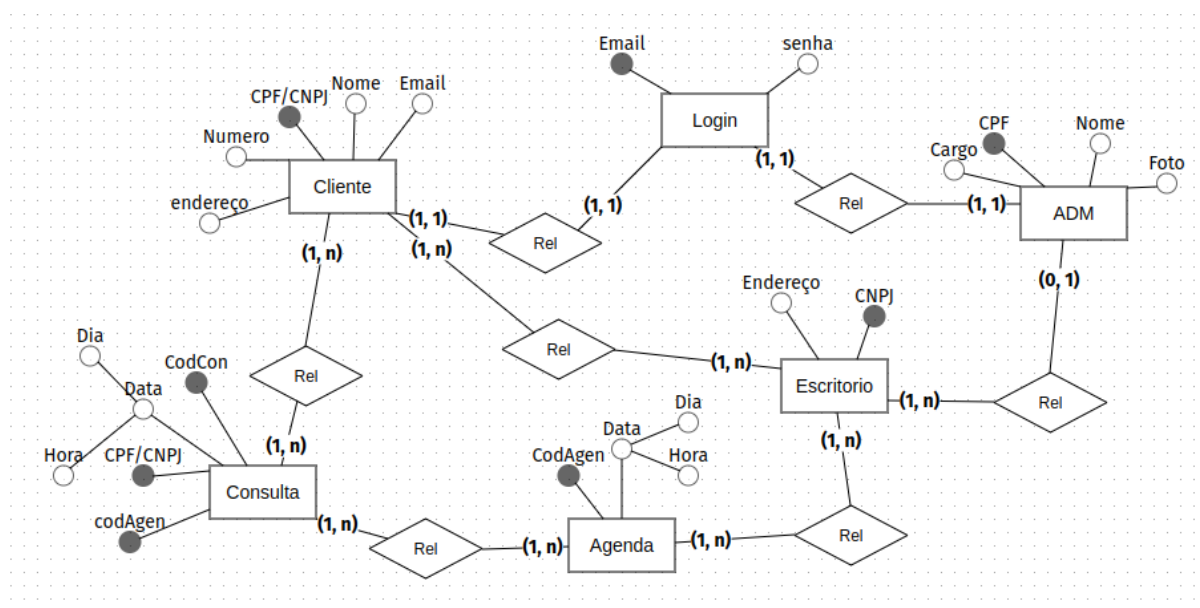 Email
senha
Login
(1, 1)
CPF/CNPJ
Nome
Email
Numero
endereço
Cliente
(1, 1)
(1, n)
(1, n)
Rel
(1, 1)
Rel
(1, 1)
CPF
Nome
Cargo
Foto
ADM
(0, 1)
Rel
(1, n)
Endereço
CNPJ
Escritorio
(1, n)
(1, n)
Rel
Rel
(1, n)
Dia
CodCon
Data
Hora
CPF/CNPJ
codAgen
Consulta
(1, n)
Rel
(1, n)
Dia
Data
Hora
CodAgen
Agenda
(1, n)
Rel